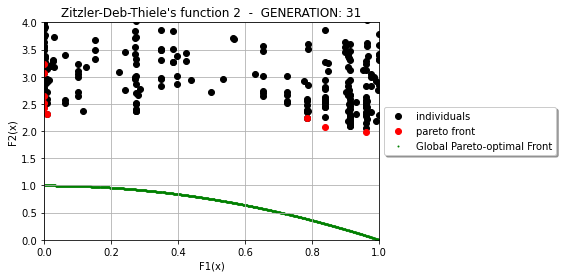 Zitzler-Deb-Thiele's function 2 - GENERATION: 31
4.0
3.5
3.0
2.5
2.0
1.5
1.0
0.5
0.0
F2(x)
0.0 0.2 0.4 0.6 0.8 1.0
F1(x)
individuals
pareto front
Global Pareto-optimal Front